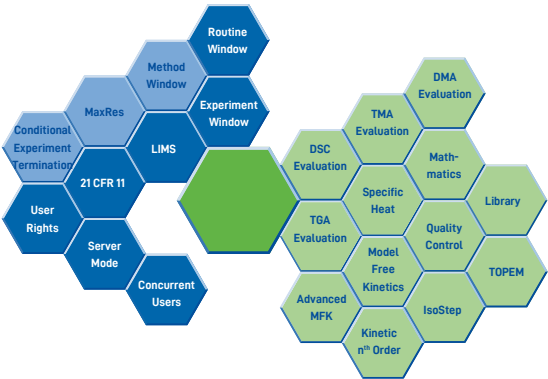 Routine
Window
Method
Window
MaxRes
Experiment
Window
Conditional
Experiment
Termination
LIMS
21 CFR 11
User
Rights
Server
Mode
Concurrent
Users
DMA
Evaluation
TMA
Evaluation
DSC
Evaluation
Math-
matics
Specific
Heat
Library
TGA
Evaluation
Quality
Control
Model
Free
Kinetics
TOPEM
Advanced
MFK
IsoStep
Kinetic
nth Order